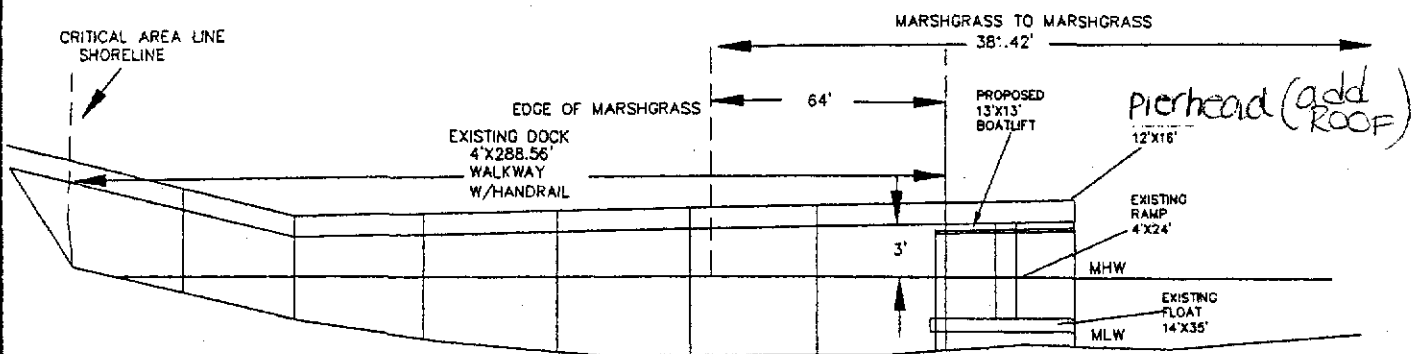 MARSHGRASS TO MARSHGRASS
381.42'
CRITICAL AREA LINE
SHORELINE
EDGE OF MARSHGRASS
64'
PROPOSED
13'X13'
BOATLIFT
Pierhead (add
ROOF)
12'X16'
EXISTING DOCK
4'X288.56'
WALKWAY
W/HANDRAIL
EXISTING
RAMP
4'X24'
3'
MHW
EXISTING
FLOAT
14'X35'
MLW